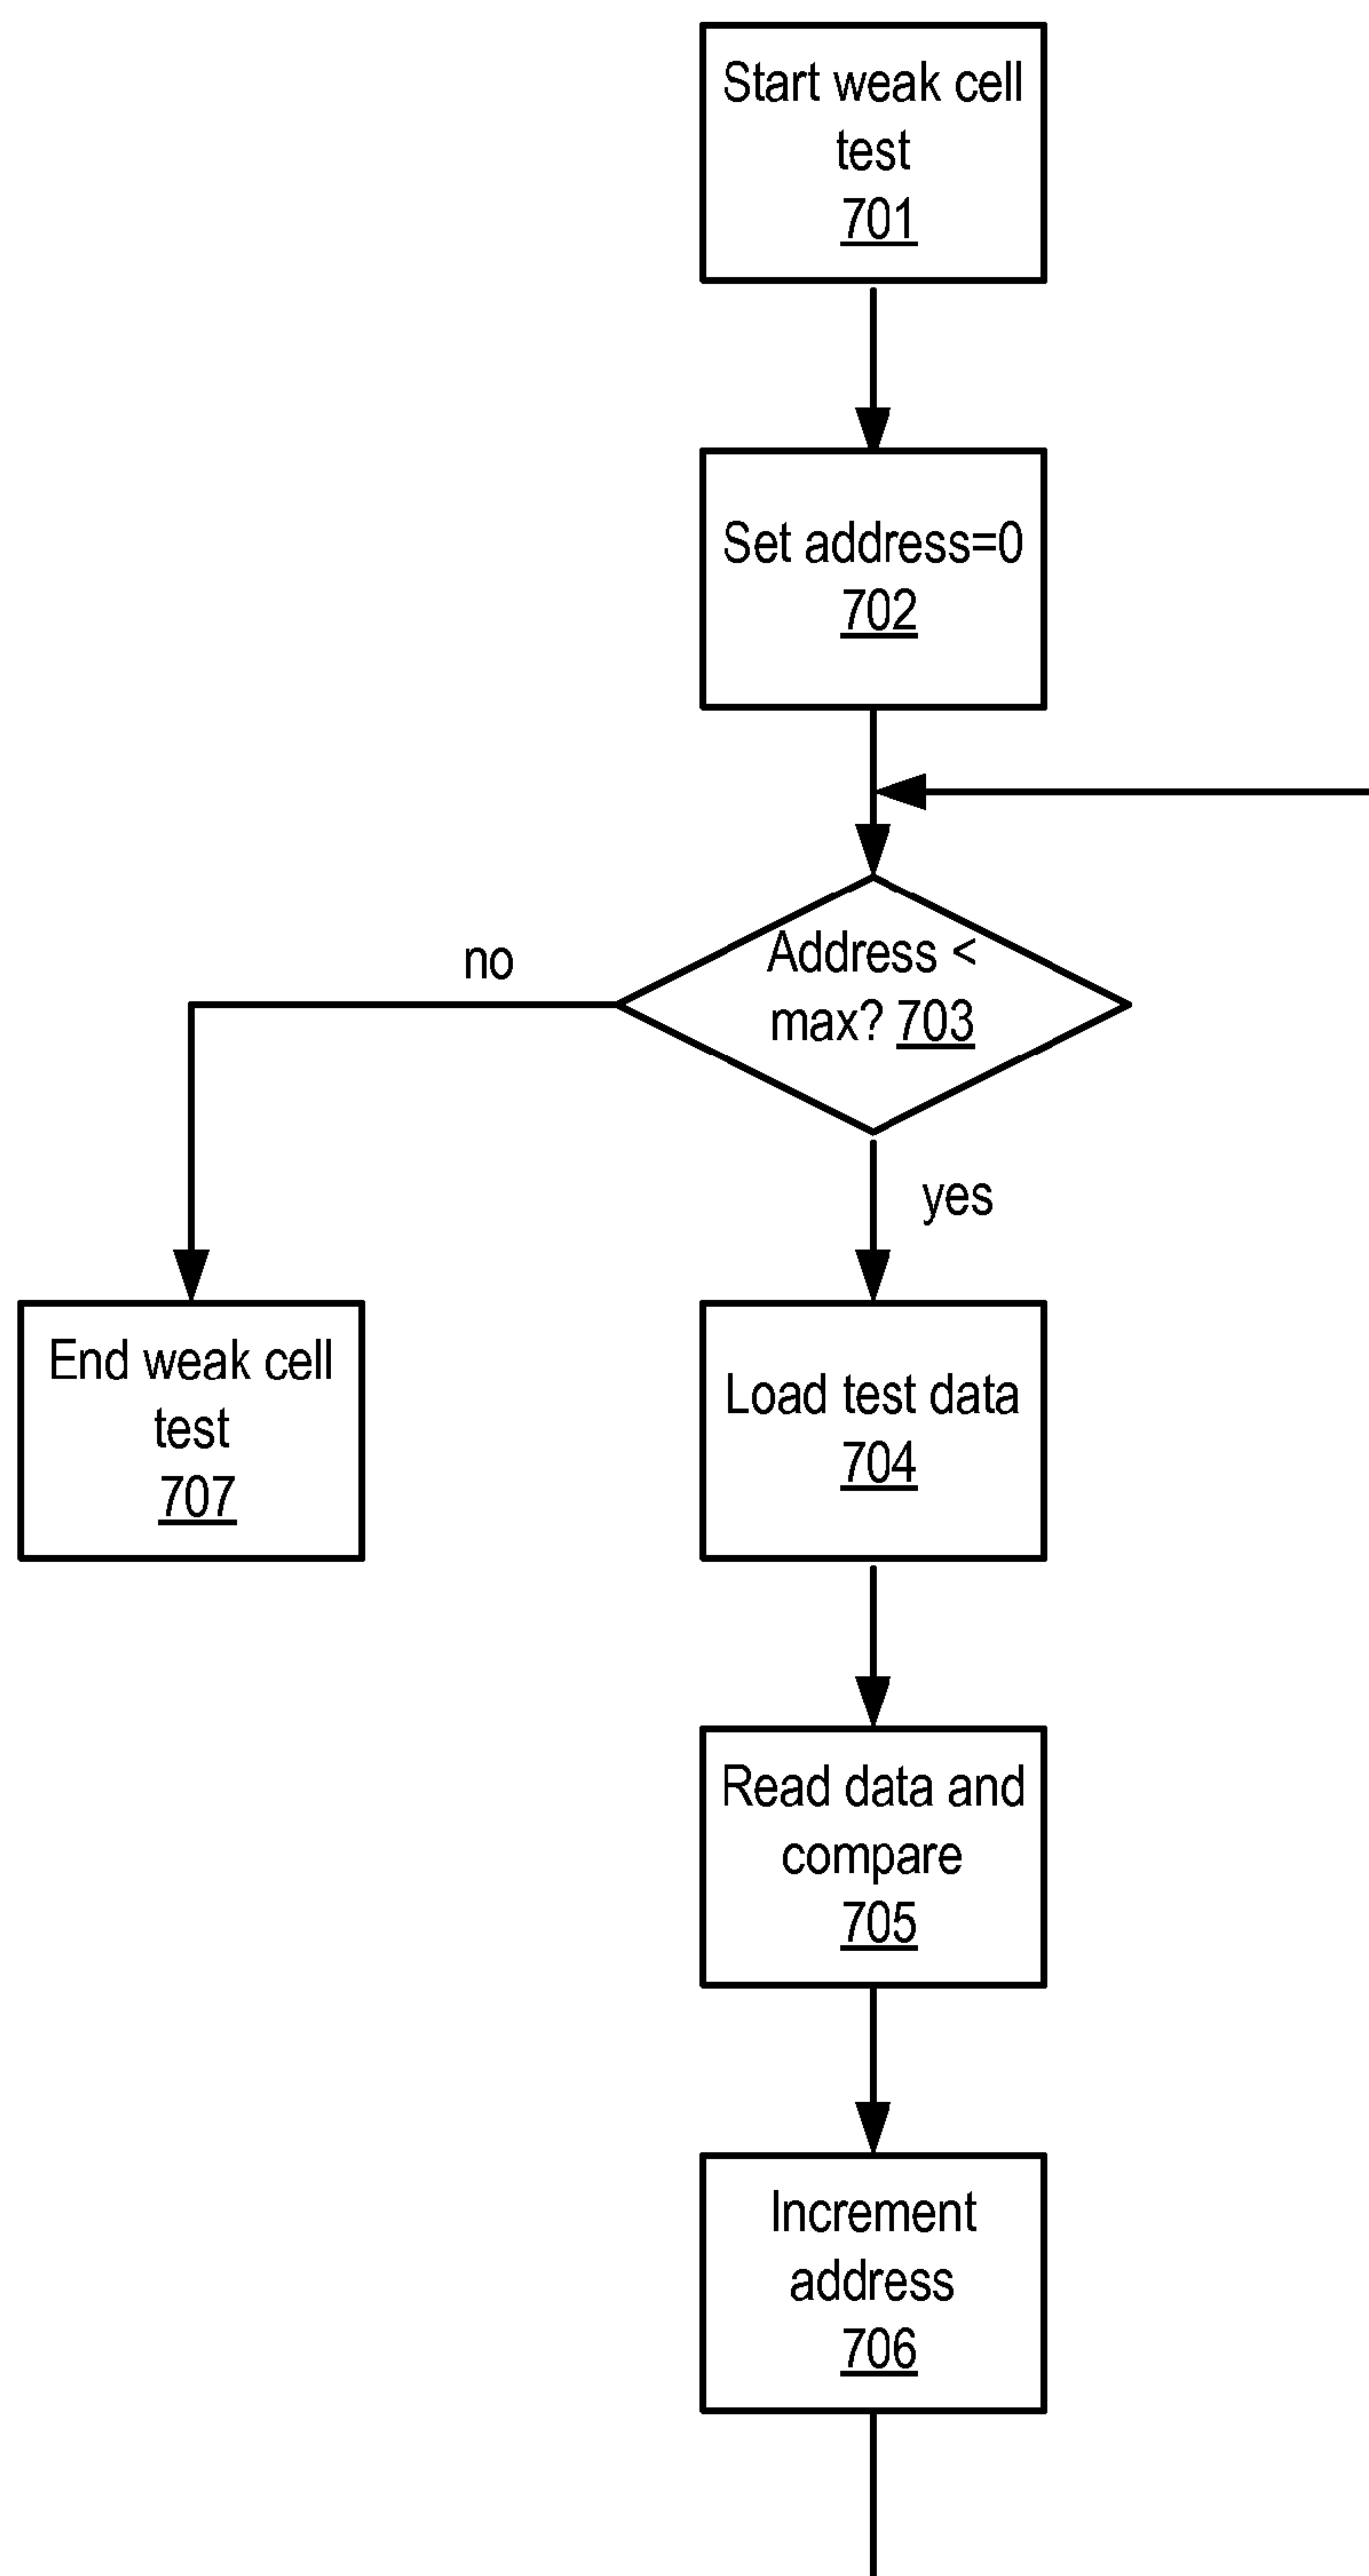 Start weak cell
test
701
Set address=0
702
Address <
max? 703
no
yes
End weak cell
test
707
Load test data
704
Read data and
compare
705
Increment
address
706